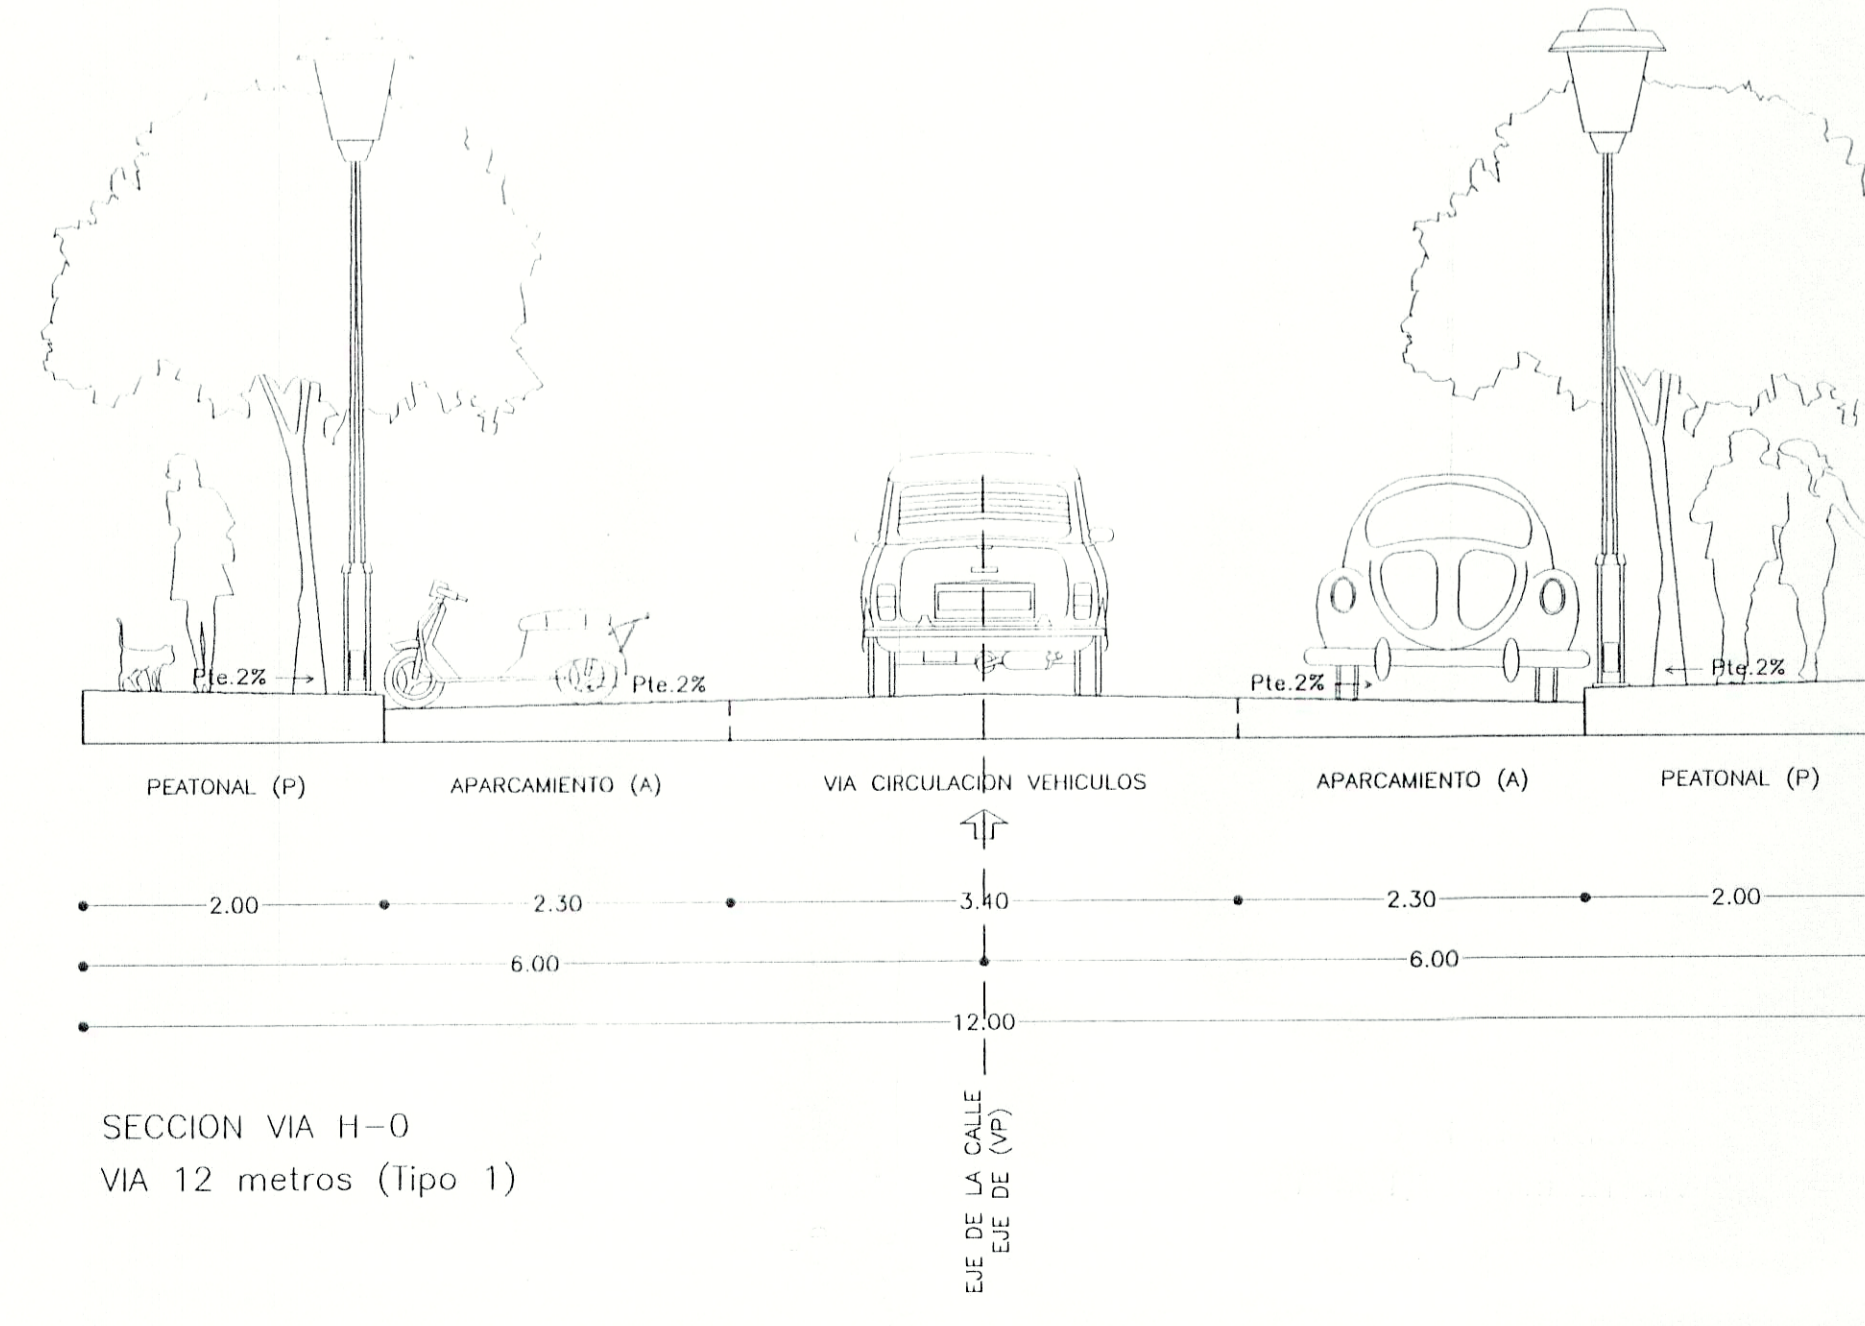 Pte.2%
Pte.2%
Pte.2%
Pte.2%
PEATONAL (P)
APARCAMIENTO (A)
VIA CIRCULACION VEHICULOS
APARCAMIENTO (A)
PEATONAL (P)
2.00
2.30
3.40
2.30
2.00
6.00
6.00
12.00
SECCION VIA H-0
VIA 12 metros (Tipo 1)
EJE DE LA CALLE
EJE DE (VP)